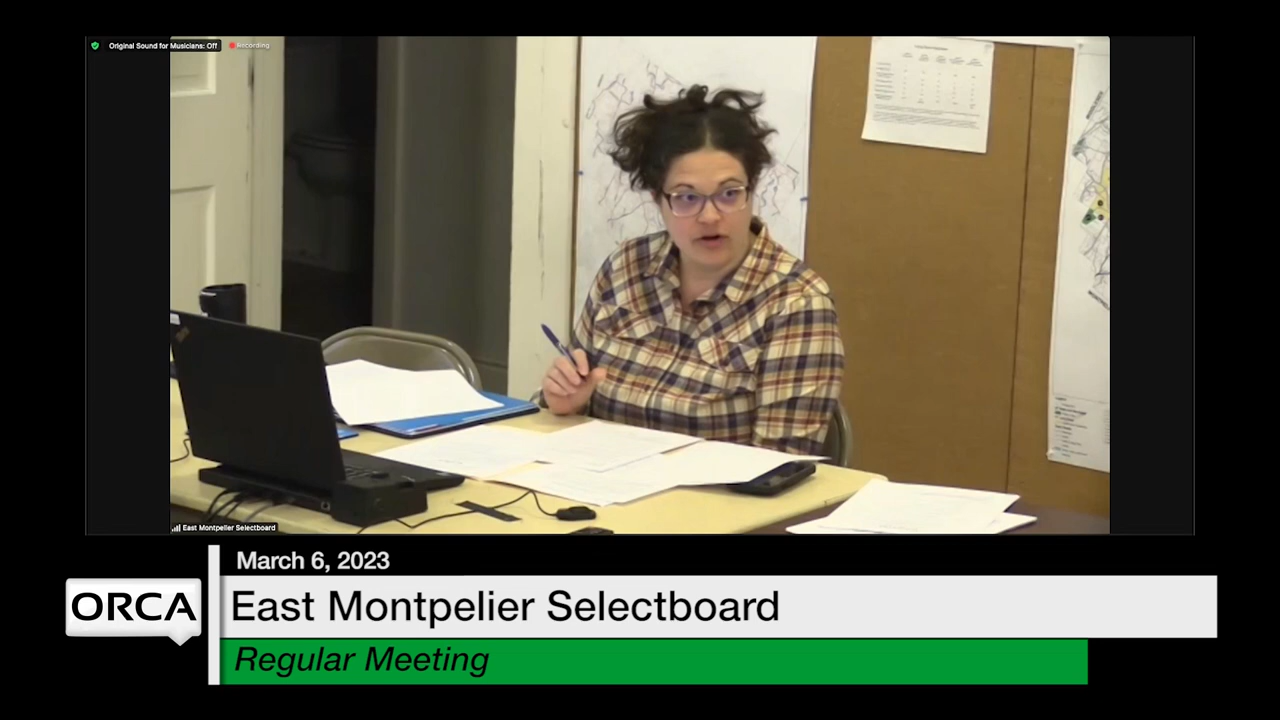 Original Sound for Musicians: Off
Recording
East Montpelier Selectboard
March 6, 2023
ORCA
East Montpelier Selectboard
Regular Meeting